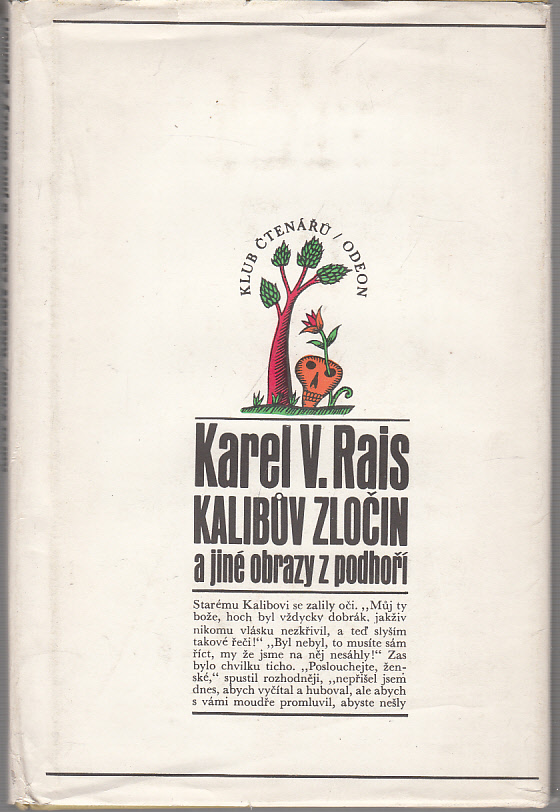 KLUB ČTENÁŘŮ / ODEON
Karel V. Rais
KALIBŮV ZLOČIN
a jiné obrazy z podhoří
Starému Kalibovi se zalily oči. „Můj ty
bože, hoch byl vždycky dobrák. jakživ
nikomu vlásku nezkřivil, a teď slyším
takové řeči!“ „Byl nebyl, to musíte sám
říct, my že jsme na něj nesáhly!“ Zas
bylo chvilku ticho. „Poslouchejte, žen-
ské,“ spustil rozhodněji, „nepřišel jsem
dnes, abych vyčítal a huboval, ale abych
s vámi moudře promluvil, abyste nešly